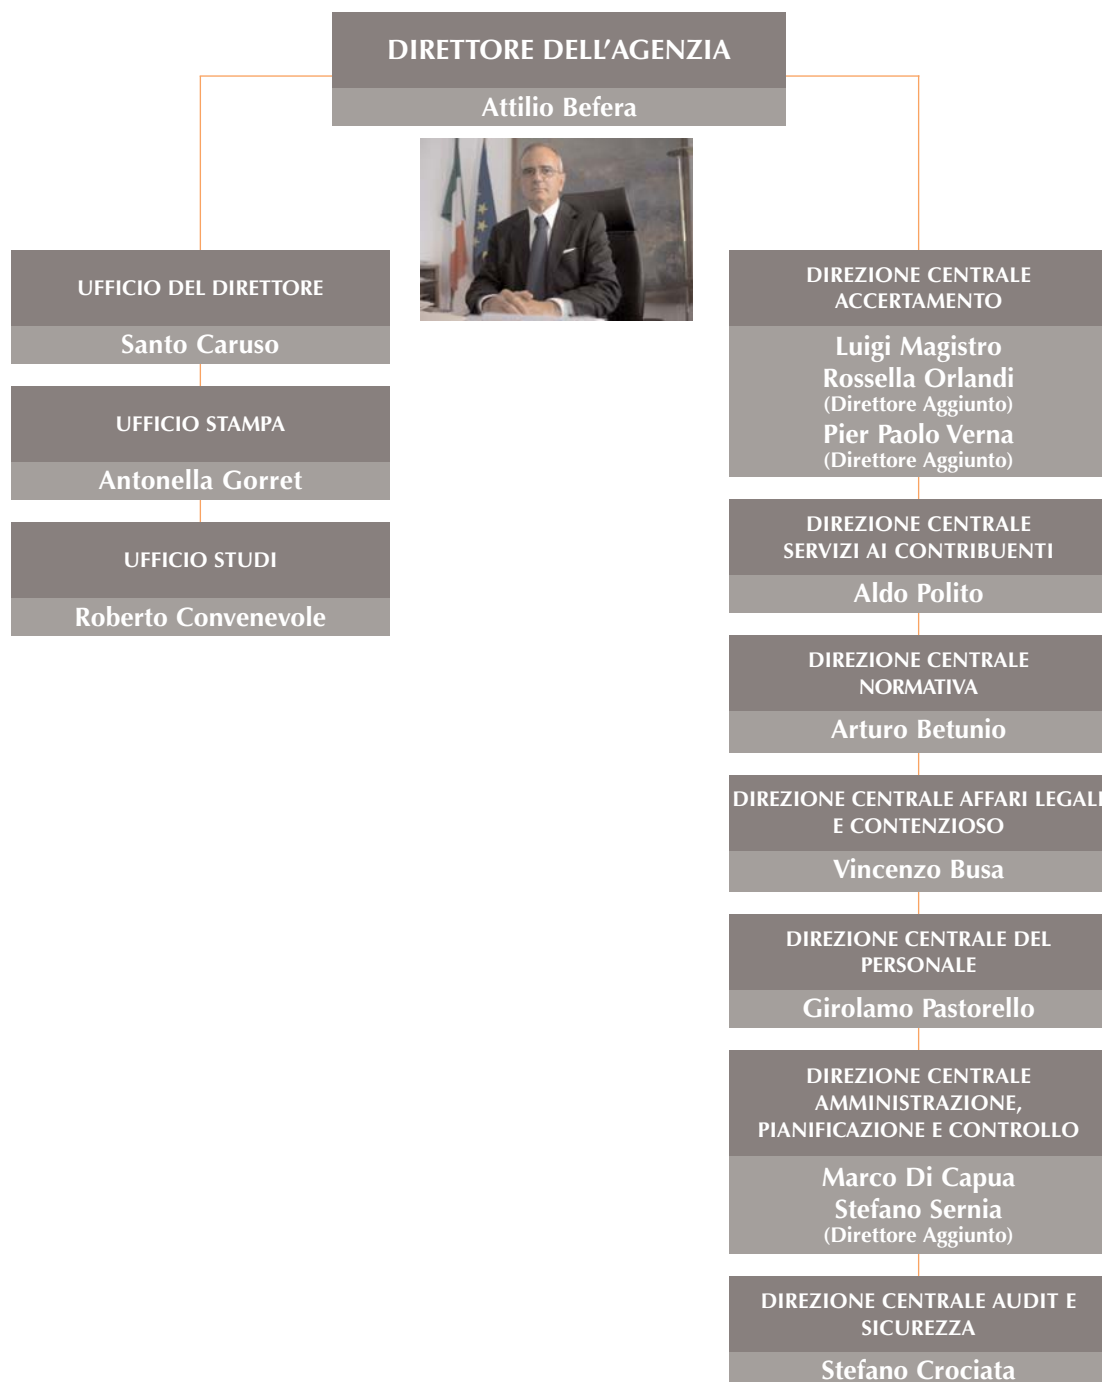 DIRETTORE DELL'AGENZIA
Attilio Befera
UFFICIO DEL DIRETTORE
Santo Caruso
UFFICIO STAMPA
Antonella Gorret
UFFICIO STUDI
Roberto Convenevole
DIREZIONE CENTRALE
ACCERTAMENTO
Luigi Magistro
Rossella Orlandi
(Direttore Aggiunto)
Pier Paolo Verna
(Direttore Aggiunto)
DIREZIONE CENTRALE
SERVIZI AI CONTRIBUENTI
Aldo Polito
DIREZIONE CENTRALE
NORMATIVA
Arturo Betunio
DIREZIONE CENTRALE AFFARI LEGALI
E CONTENZIOSO
Vincenzo Busa
DIREZIONE CENTRALE DEL
PERSONALE
Girolamo Pastorello
DIREZIONE CENTRALE
AMMINISTRAZIONE,
PIANIFICAZIONE E CONTROLLO
Marco Di Capua
Stefano Sernia
(Direttore Aggiunto)
DIREZIONE CENTRALE AUDIT E
SICUREZZA
Stefano Crociata